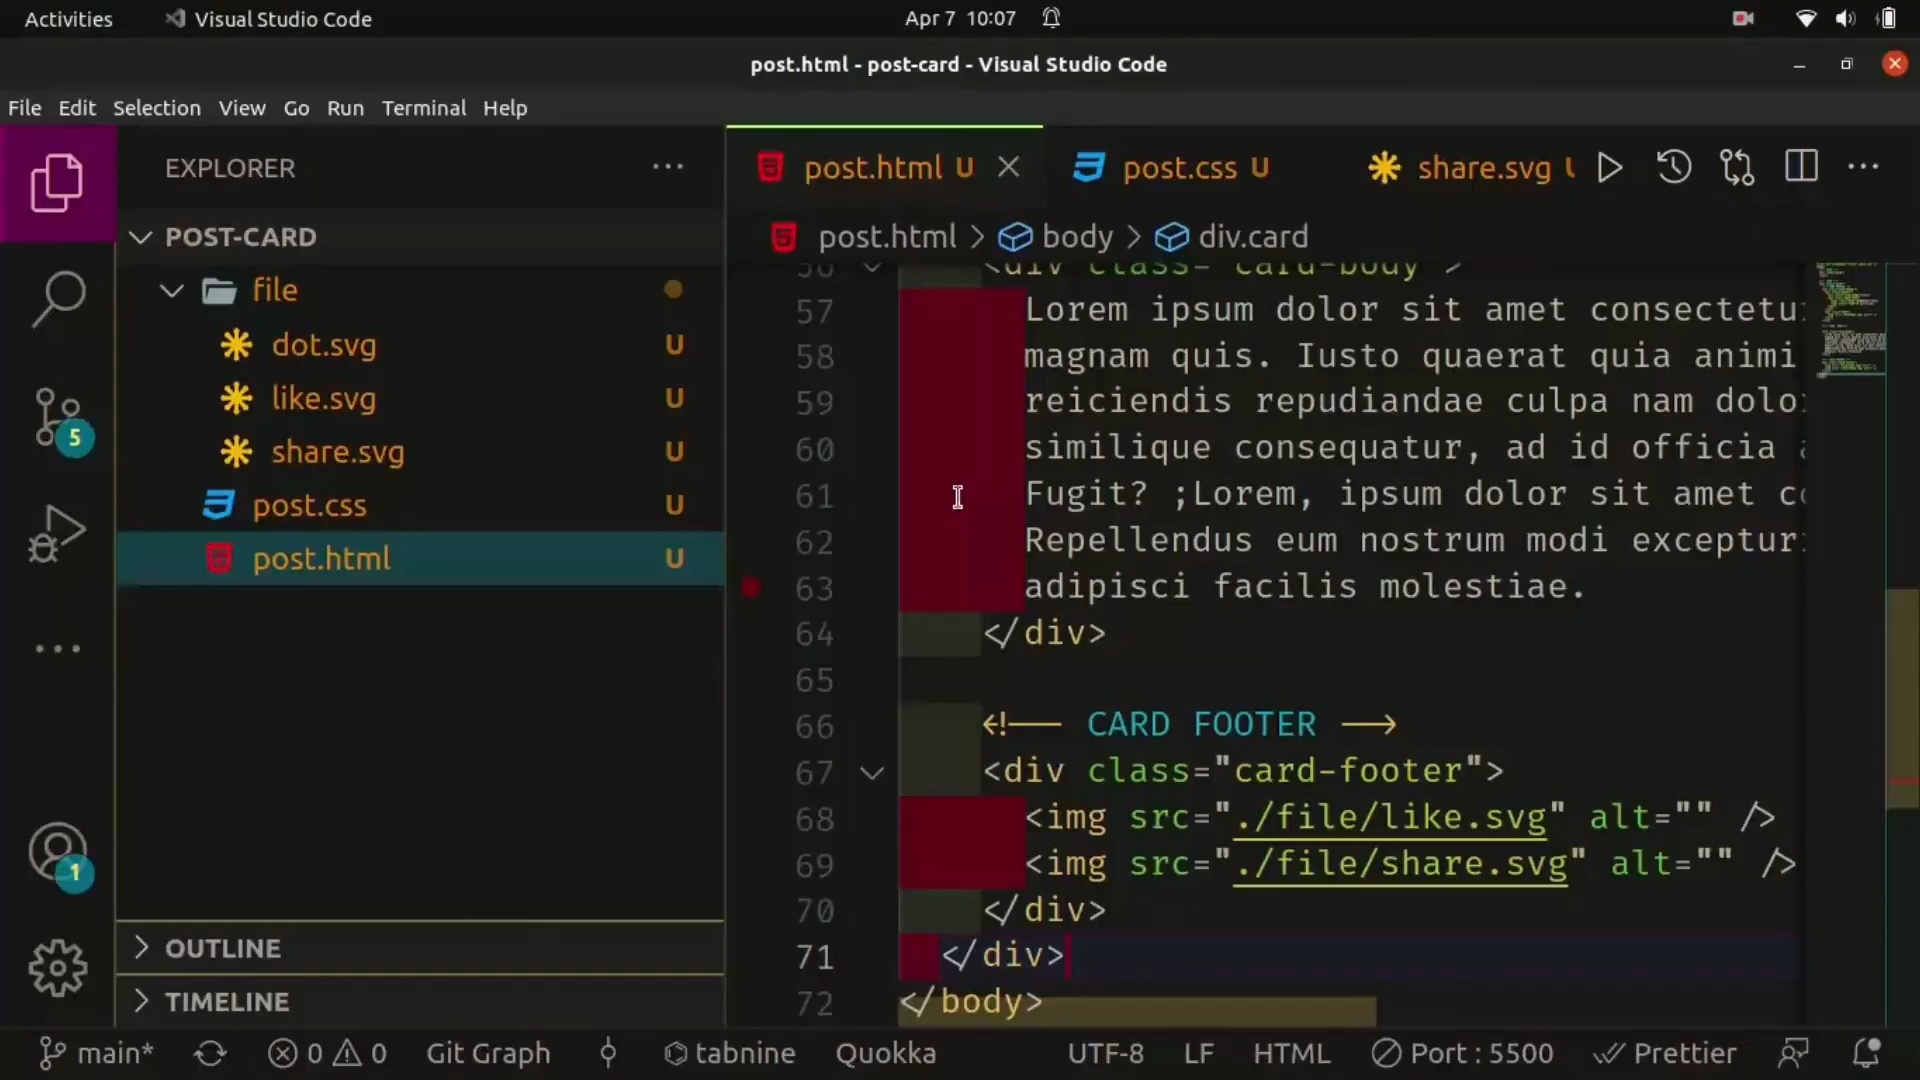 Activities Visual Studio Code Apr 7 10:07
post.html - post-card - Visual Studio Code
File Edit Selection View Go Run Terminal Help
EXPLORER
POST-CARD
file
dot.svg U
like.svg U
share.svg U
post.css U
post.html U
5
1
OUTLINE
TIMELINE
post.html U post.css U share.svg
post.html > body > div.card
56 <div class="card-body">
57 Lorem ipsum dolor sit amet
58 magnam quis. Iusto quaerat quia animi
59 reiciendis repudiandae culpa nam
60 similique consequatur, ad id officia
61 Fugit? ;Lorem, ipsum dolor sit amet
62 Repellendus eum nostrum modi
63 adipisci facilis molestiae.
64 </div>
65
66 <!-- CARD FOOTER -->
67 <div class="card-footer">
68 <img src="./file/like.svg" alt="" />
69 <img src="./file/share.svg" alt="" />
70 </div>
71 </div>
72 </body>
main* 0 0 Git Graph tabnine Quokka UTF-8 LF HTML Port : 5500 Prettier